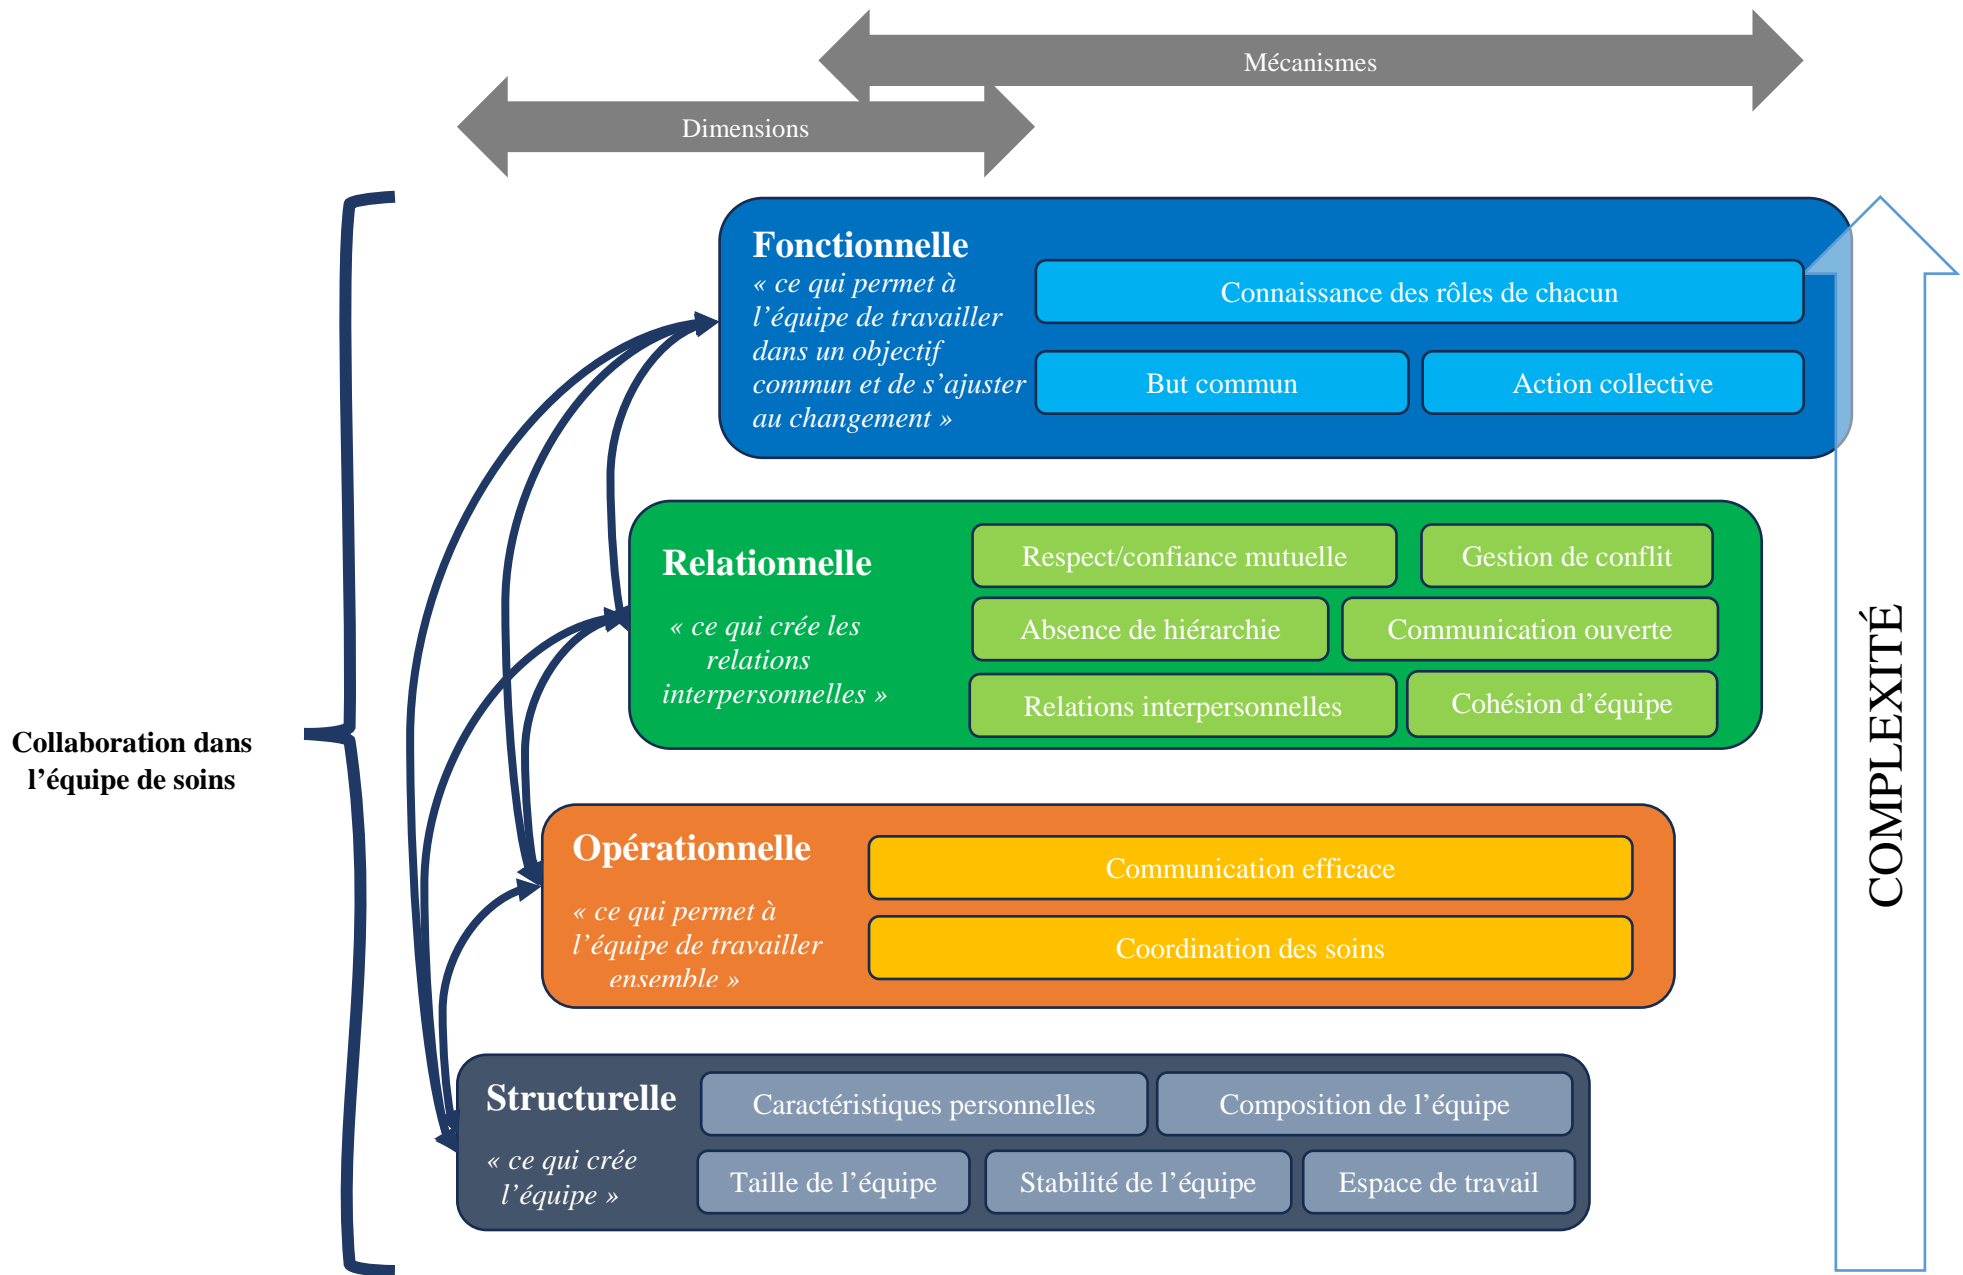 Mécanismes
Dimensions
Fonctionnelle
« ce qui permet à
l’équipe de travailler
dans un objectif
commun et de s’ajuster
au changement »
Connaissance des rôles de chacun
But commun
Action collective
Relationnelle
« ce qui crée les
relations
interpersonnelles »
Respect/confiance mutuelle
Gestion de conflit
Absence de hiérarchie
Communication ouverte
Relations interpersonnelles
Cohésion d’équipe
Collaboration dans
l’équipe de soins
COMPLEXITÉ
Opérationnelle
« ce qui permet à
l’équipe de travailler
ensemble »
Communication efficace
Coordination des soins
Structurelle
« ce qui crée
l’équipe »
Caractéristiques personnelles
Composition de l’équipe
Taille de l’équipe
Stabilité de l’équipe
Espace de travail